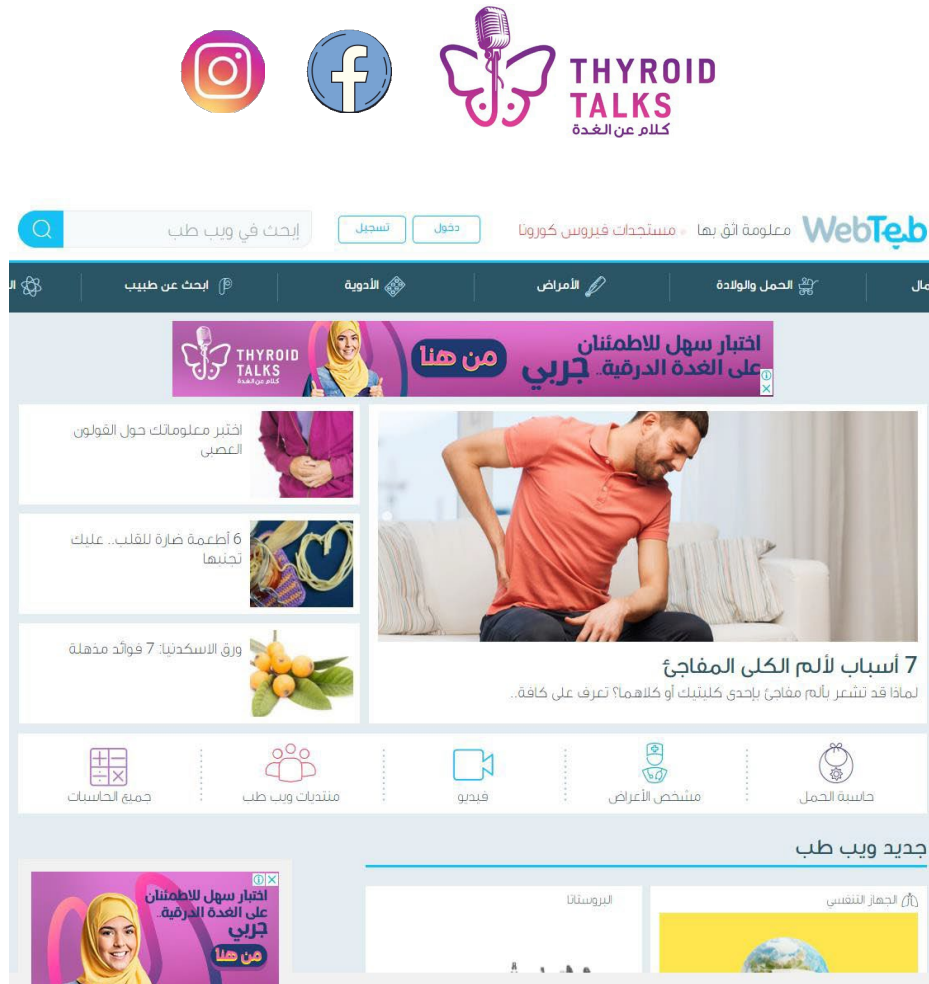 THYROID
TALKS
كلام عن الغدة
WebTeb
معلومة اثق بها
مستجدات فيروس كورونا
دخول
تسجيل
إبحث في ويب طب
الحمل والولادة
الأمراض
الأدوية
ابحث عن طبيب
اختبار سهل للاطمئنان
على الغدة الدرقية.. جربي
من هنا
THYROID
TALKS
كلام عن الغدة
7 أسباب لألم الكلى المفاجئ
لماذا قد تشعر بألم مفاجئ بإحدى كليتيك أو كلاهما؟ تعرف على كافة..
اختبر معلوماتك حول القولون
العصبي
6 أطعمة ضارة للقلب.. عليك
تجنبها
ورق الاسكدنيا: 7 فوائد مذهلة
حاسبة الحمل
مشخص الأعراض
فيديو
منتديات ويب طب
جميع الحاسبات
جديد ويب طب
الجهاز التنفسي
البروستاتا
اختبار سهل للاطمئنان
على الغدة الدرقية..
جربي
من هنا